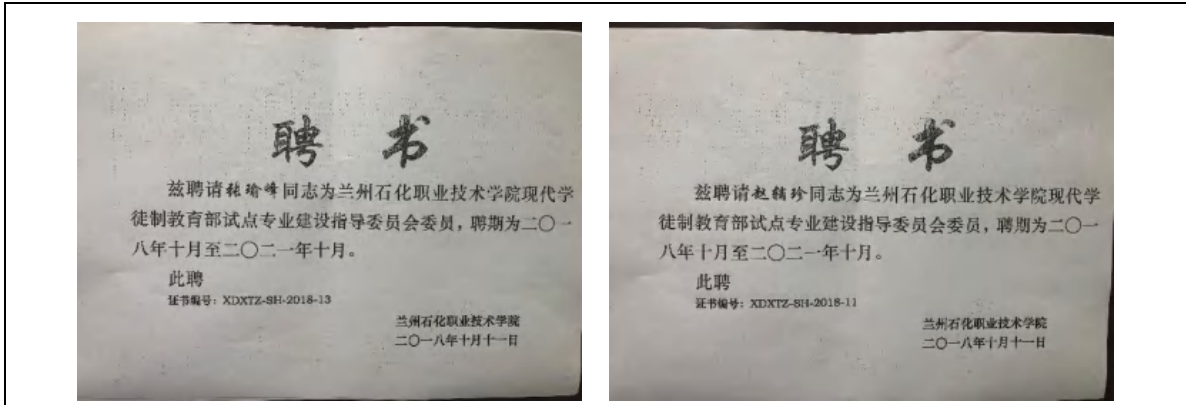 聘 书
兹聘请张瑜峰同志为兰州石化职业技术学院现代学
徒制教育部试点专业建设指导委员会委员，聘期为二〇一
八年十月至二〇二一年十月。
此聘
证书编号：XDXTZ-SH-2018-13
兰州石化职业技术学院
二〇一八年十月十一日
聘 书
兹聘请赵辅珍同志为兰州石化职业技术学院现代学
徒制教育部试点专业建设指导委员会委员，聘期为二〇一
八年十月至二〇二一年十月。
此聘
证书编号：XDXTZ-SH-2018-11
兰州石化职业技术学院
二〇一八年十月十一日